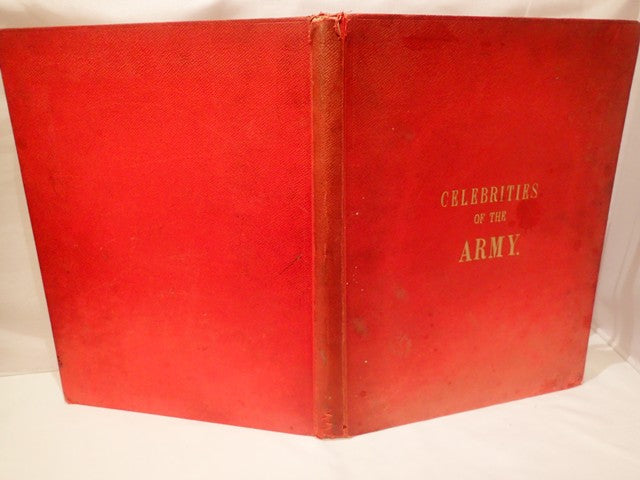 CELEBRITIES
OF THE
ARMY.